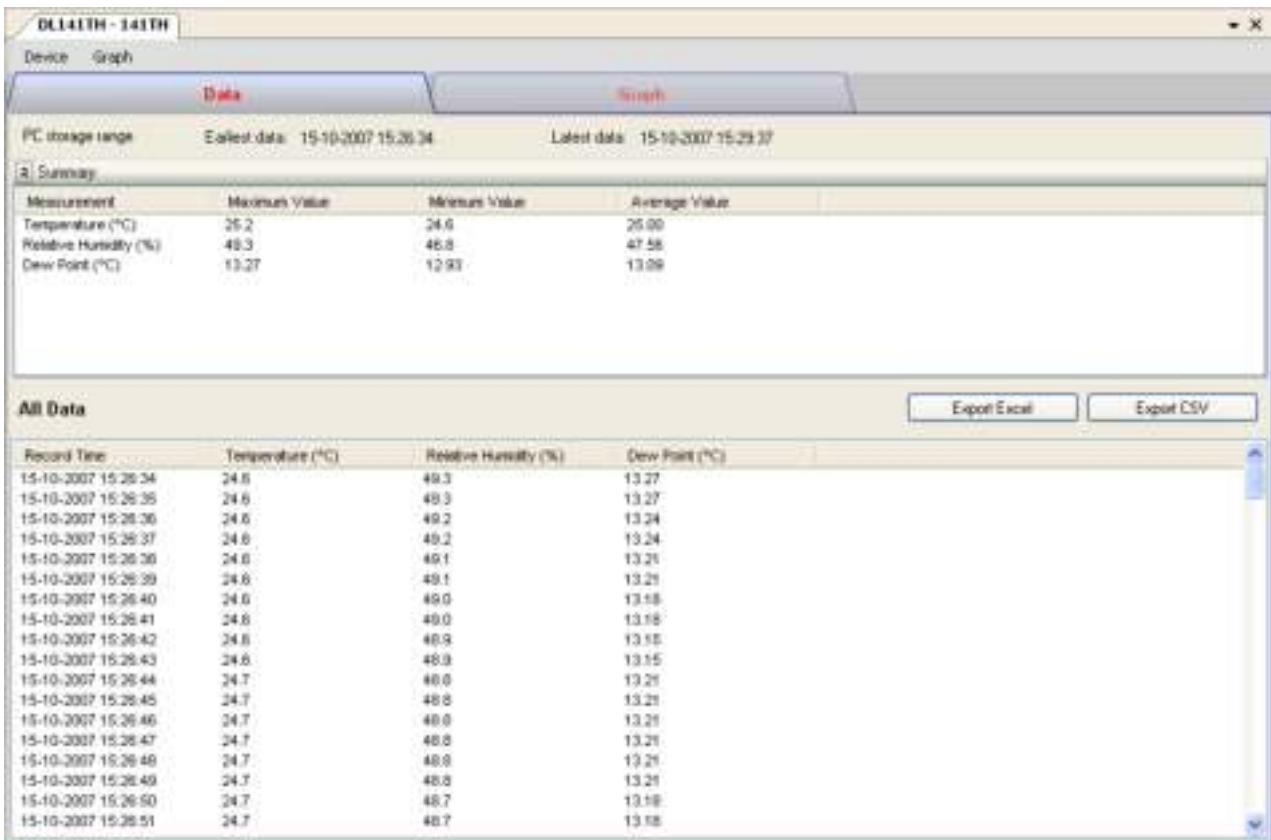 DL141TH - 141TH
Device Graph
Data Graph
PC storage range Earliest data: 15-10-2007 15:26:34 Latest data: 15-10-2007 15:29:37
Summary
Measurement Maximum Value Minimum Value Average Value
Temperature (°C) 25.2 24.6 25.00
Relative Humidity (%) 49.3 46.8 47.56
Dew Point (°C) 13.27 12.93 13.09
All Data Export Excel Export CSV
Record Time Temperature (°C) Relative Humidity (%) Dew Point (°C)
15-10-2007 15:26:34 24.6 49.3 13.27
15-10-2007 15:26:35 24.6 49.3 13.27
15-10-2007 15:26:36 24.6 49.2 13.24
15-10-2007 15:26:37 24.6 49.2 13.24
15-10-2007 15:26:38 24.6 49.1 13.21
15-10-2007 15:26:39 24.6 49.1 13.21
15-10-2007 15:26:40 24.6 49.0 13.18
15-10-2007 15:26:41 24.6 49.0 13.18
15-10-2007 15:26:42 24.6 48.9 13.15
15-10-2007 15:26:43 24.6 48.9 13.15
15-10-2007 15:26:44 24.7 48.8 13.21
15-10-2007 15:26:45 24.7 48.8 13.21
15-10-2007 15:26:46 24.7 48.8 13.21
15-10-2007 15:26:47 24.7 48.8 13.21
15-10-2007 15:26:48 24.7 48.8 13.21
15-10-2007 15:26:49 24.7 48.8 13.21
15-10-2007 15:26:50 24.7 48.7 13.18
15-10-2007 15:26:51 24.7 48.7 13.18